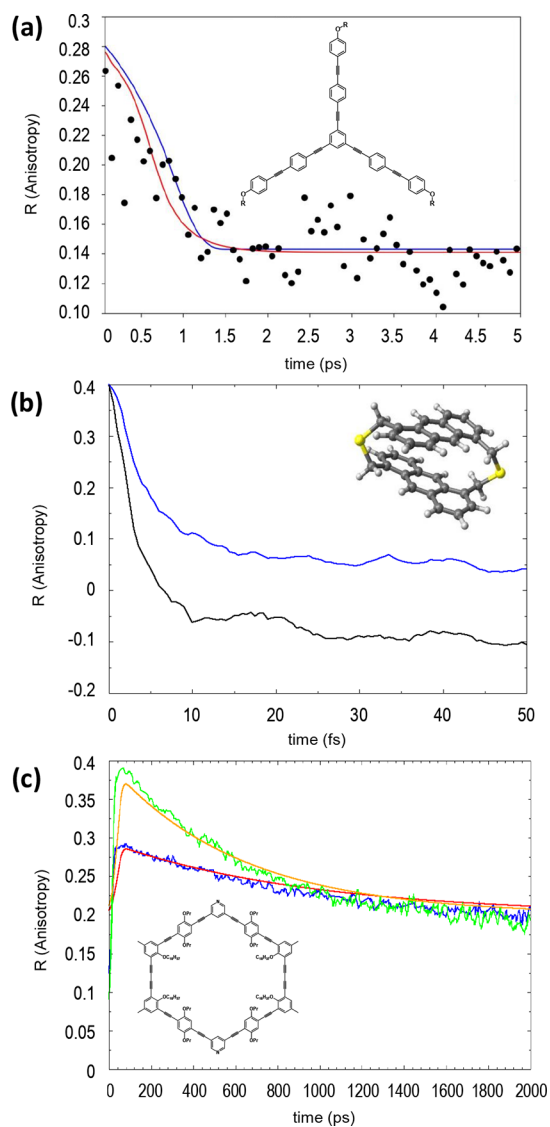 (a)
R (Anisotropy)
0.3
0.28
0.26
0.24
0.22
0.20
0.18
0.16
0.14
0.12
0.10
0 0.5 1 1.5 2 2.5 3 3.5 4 4.5 5
time (ps)
R
O
O
R
O
R
(b)
R (Anisotropy)
0.4
0.3
0.2
0.1
0
-0.1
-0.2
0 10 20 30 40 50
time (fs)
(c)
R (Anisotropy)
0.4
0.35
0.3
0.25
0.2
0.15
0.1
0.05
0
0 200 400 600 800 1000 1200 1400 1600 1800 2000
time (ps)
N
OPr OPr
OPr OPr
OPr OPr
OPr OPr
N